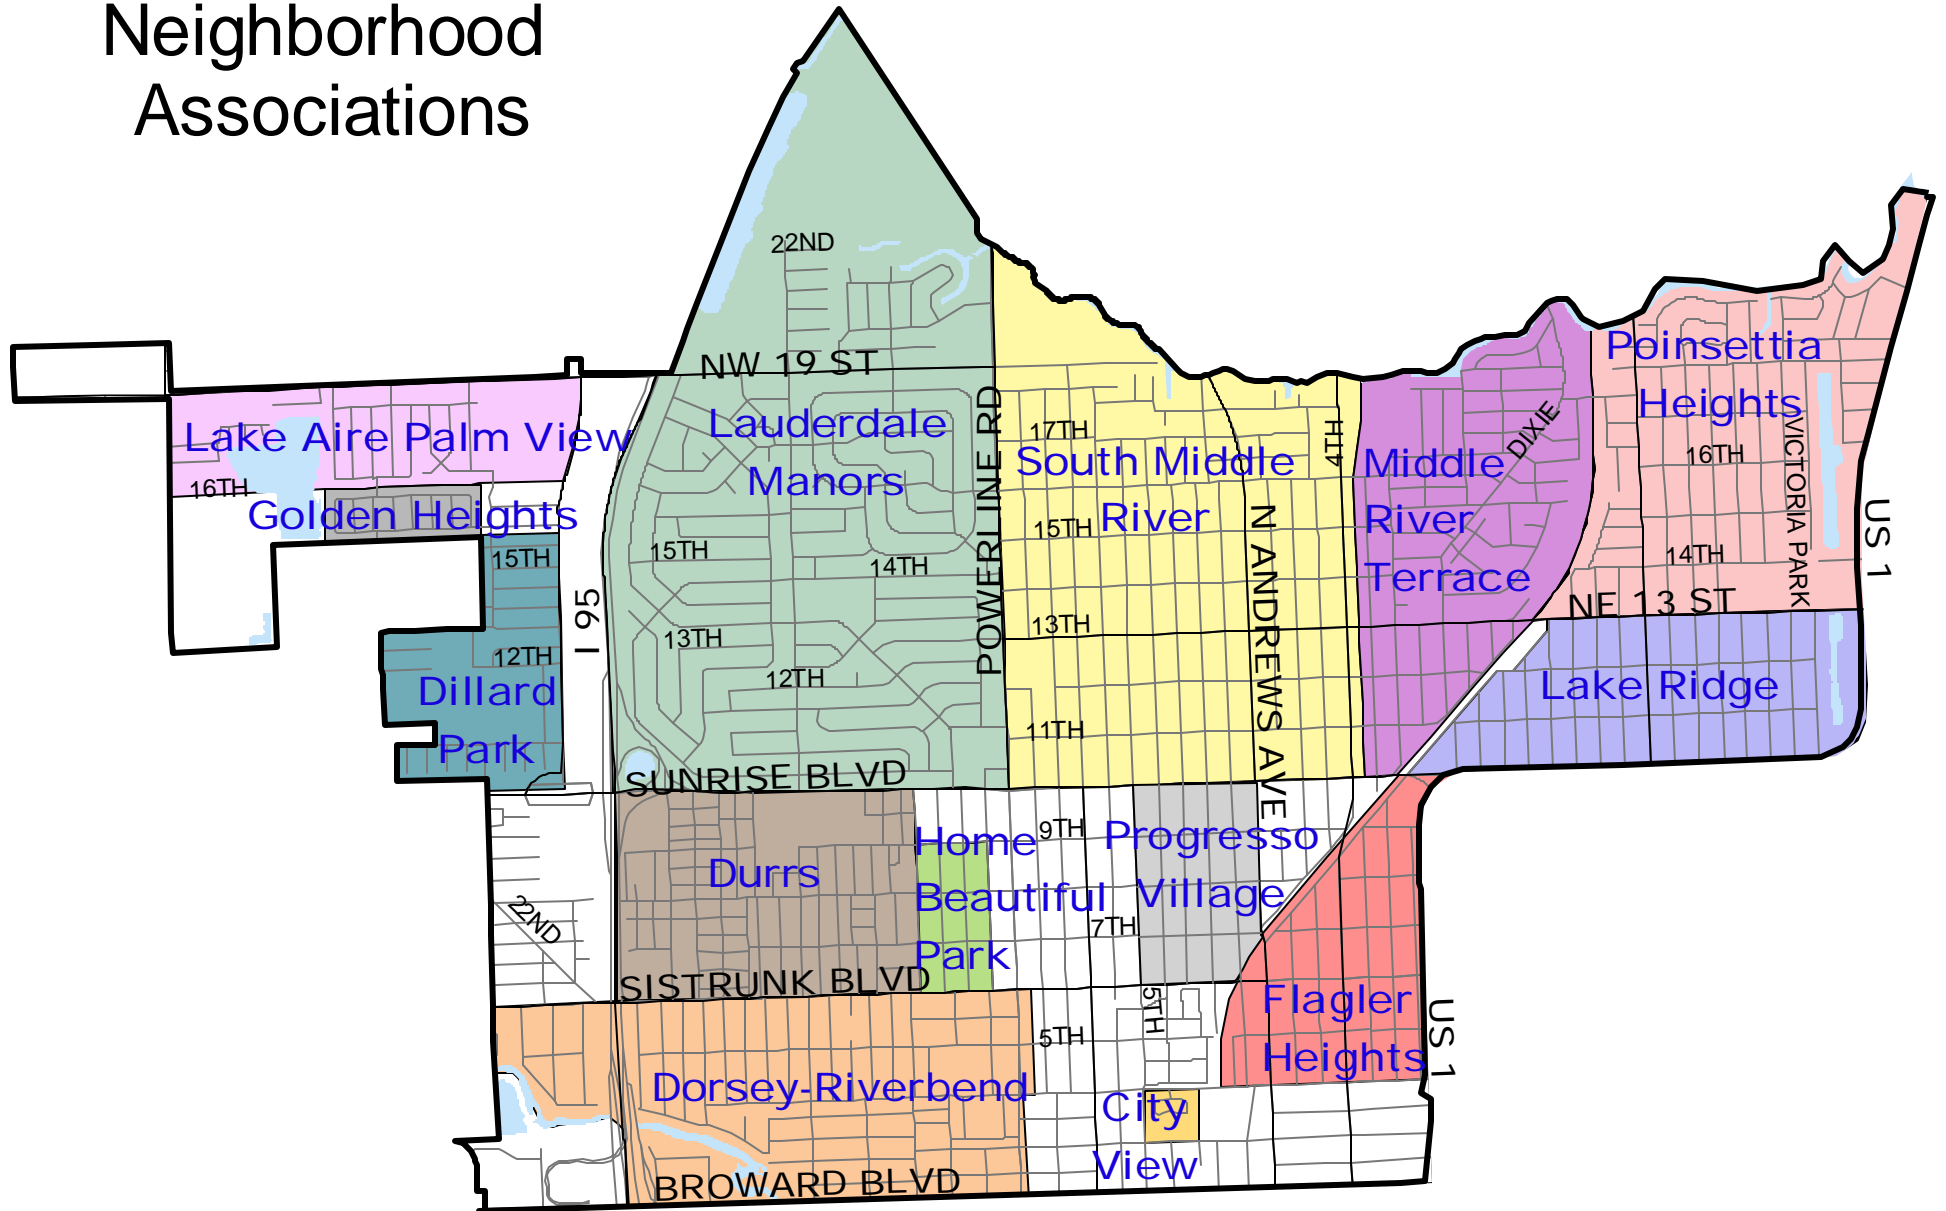 Neighborhood
Associations
22ND
NW 19 ST
Poinsettia
Heights
Lake Aire Palm View
Lauderdale
Manors
POWERLINE RD
17TH
South Middle
River
4TH
Middle
River
Terrace
DIXIE
16TH
VICTORIA PARK
US 1
16TH
Golden Heights
15TH
15TH
14TH
15TH
N ANDREWS AVE
14TH
NE 13 ST
I 95
13TH
13TH
12TH
12TH
Dillard
Park
11TH
Lake Ridge
SUNRISE BLVD
Home
Beautiful
Park
9TH
Progresso
Village
Durrs
22ND
7TH
SISTRUNK BLVD
5TH
Flagler
Heights
US 1
5TH
Dorsey-Riverbend
City
View
BROWARD BLVD